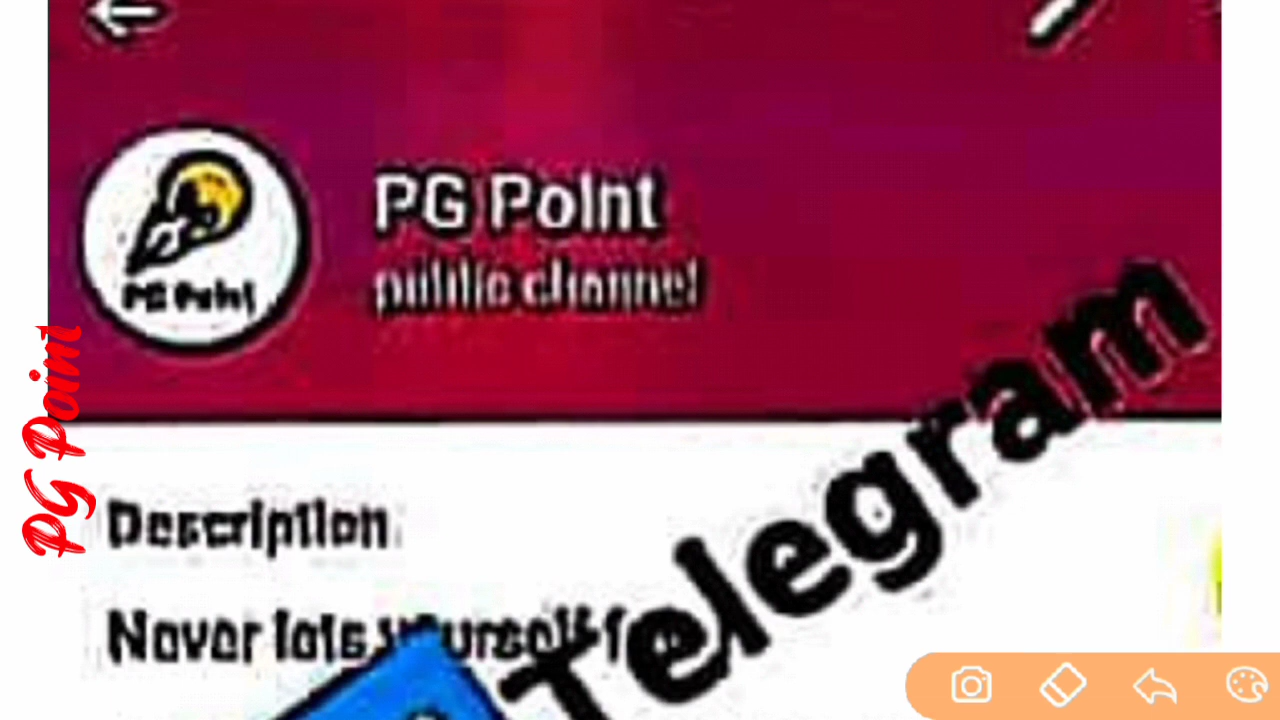 PG Point
public channel
PG Point
PG Point
Description
Telegram